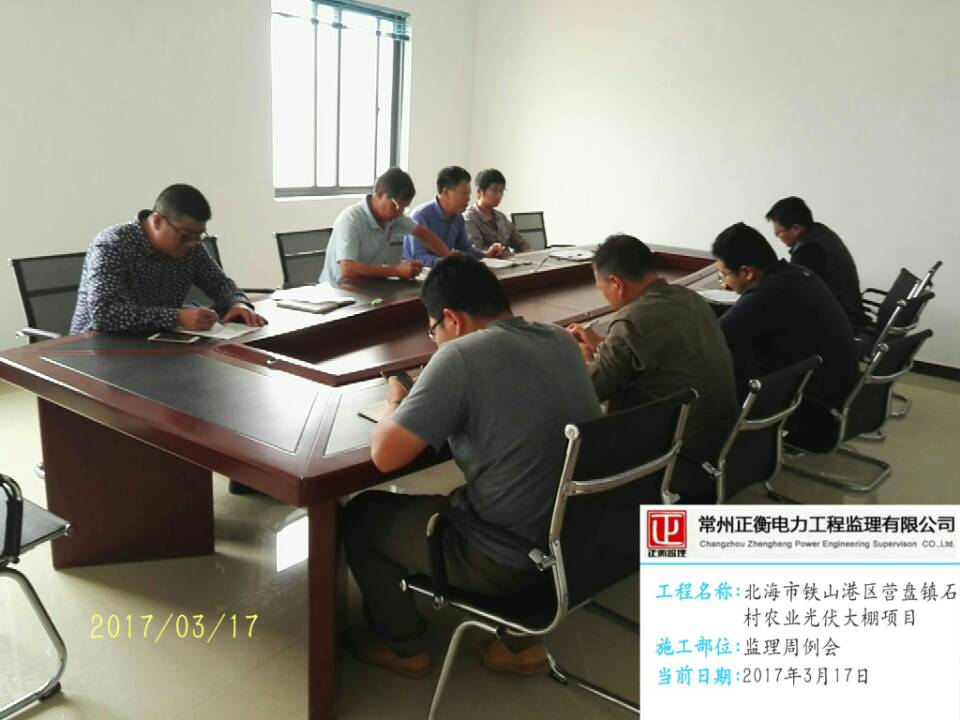 常州正衡电力工程监理有限公司
Changzhou Zhengheng Power Engineering Supervison CO.,Ltd.
正衡监理
工程名称:北海市铁山港区营盘镇石
村农业光伏大棚项目
施工部位:监理周例会
当前日期:2017年3月17日
2017/03/17